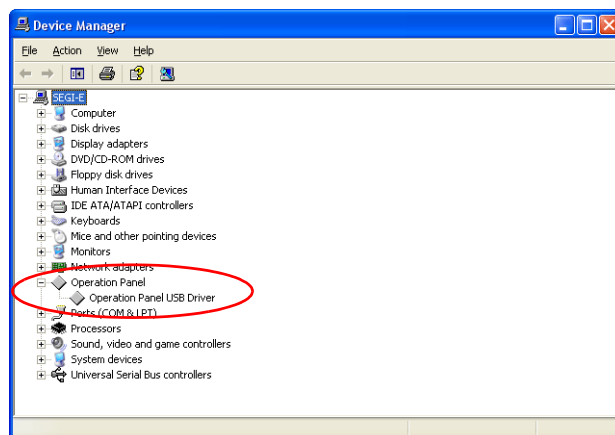 Device Manager
File Action View Help
SEGI-E
Computer
Disk drives
Display adapters
DVD/CD-ROM drives
Floppy disk drives
Human Interface Devices
IDE ATA/ATAPI controllers
Keyboards
Mice and other pointing devices
Monitors
Network adapters
Operation Panel
Operation Panel USB Driver
Ports (COM & LPT)
Processors
Sound, video and game controllers
System devices
Universal Serial Bus controllers